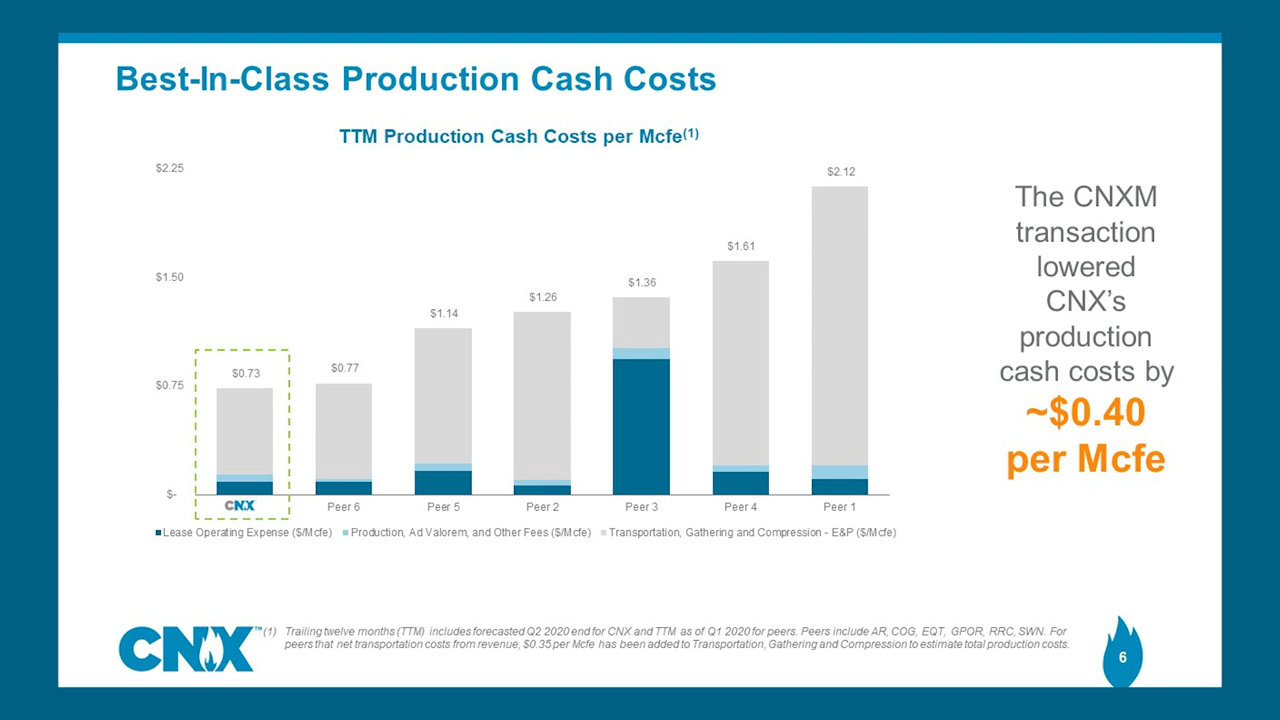 Best-In-Class Production Cash Costs
TTM Production Cash Costs per Mcfe(1)
$2.25
$1.50
$0.75
$-
$0.73
$0.77
$1.14
$1.26
$1.36
$1.61
$2.12
CNX
Peer 6
Peer 5
Peer 2
Peer 3
Peer 4
Peer 1
Lease Operating Expense ($/Mcfe)
Production, Ad Valorem, and Other Fees ($/Mcfe)
Transportation, Gathering and Compression - E&P ($/Mcfe)
The CNXM
transaction
lowered
CNX’s
production
cash costs by
~$0.40
per Mcfe
CNX™
(1) Trailing twelve months (TTM) includes forecasted Q2 2020 end for CNX and TTM as of Q1 2020 for peers. Peers include AR, COG, EQT, GPOR, RRC, SWN. For
peers that net transportation costs from revenue, $0.35 per Mcfe has been added to Transportation, Gathering and Compression to estimate total production costs.
6